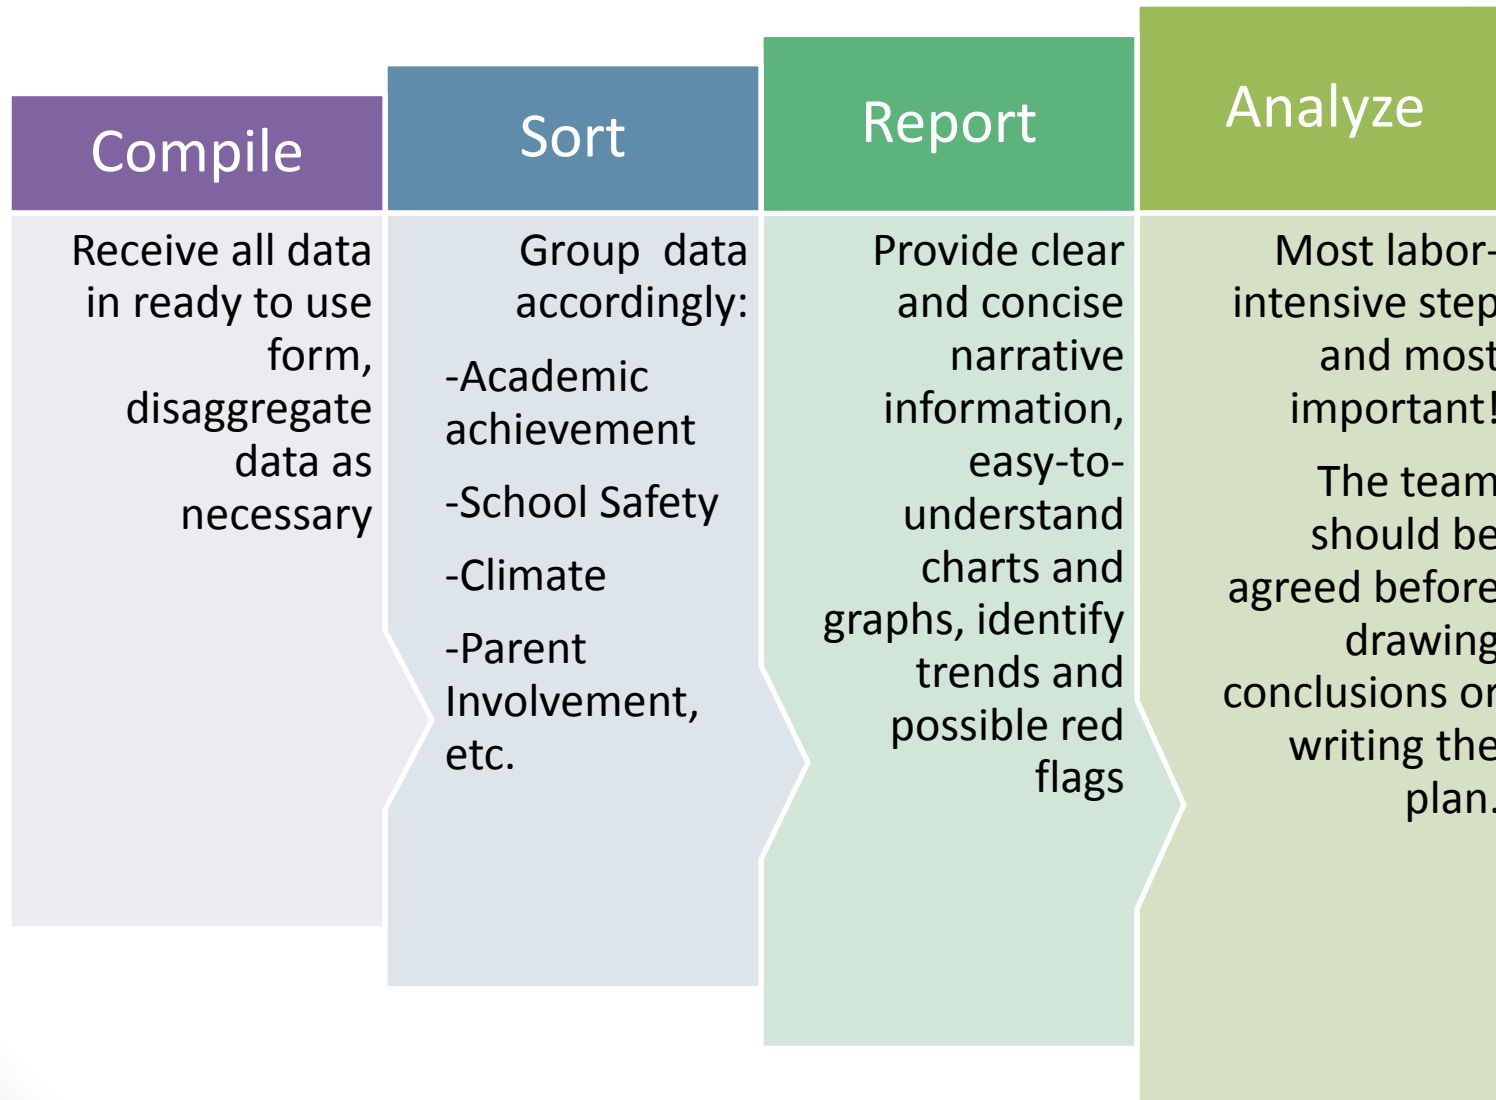 Compile
Receive all data
in ready to use
form,
disaggregate
data as
necessary
Sort
Group  data
accordingly:
-Academic
achievement
-School Safety
-Climate
-Parent
Involvement,
etc.
Report
Provide clear
and concise
narrative
information,
easy-to-
understand
charts and
graphs, identify
trends and
possible red
flags
Analyze
Most labor-
intensive step
and most
important!
The team
should be
agreed before
drawing
conclusions or
writing the
plan.